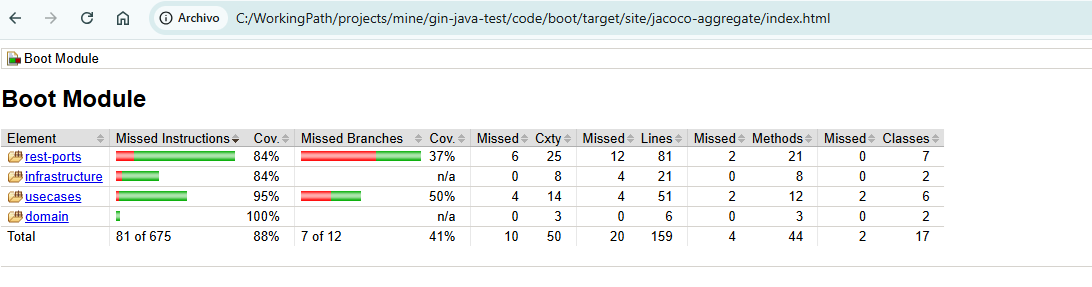 Archivo C:/WorkingPath/projects/mine/gin-java-test/code/boot/target/site/jacoco-aggregate/index.html
Boot Module
Boot Module
Element Missed Instructions Cov. Missed Branches Cov. Missed Cxty Missed Lines Missed Methods Missed Classes
rest-ports 84% 37% 6 25 12 81 2 21 0 7
infrastructure 84% n/a 0 8 4 21 0 8 0 2
usecases 95% 50% 4 14 4 51 2 12 2 6
domain 100% n/a 0 3 0 6 0 3 0 2
Total 81 of 675 88% 7 of 12 41% 10 50 20 159 4 44 2 17